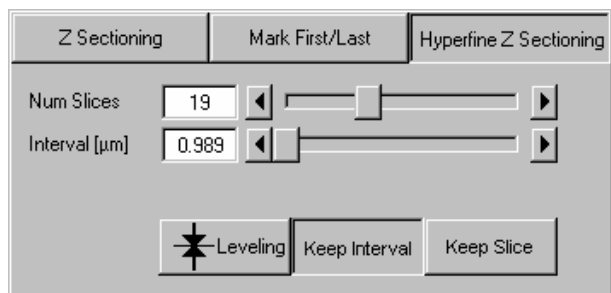 Z Sectioning Mark First/Last Hyperfine Z Sectioning
Num Slices 19
Interval [µm] 0.989
Leveling Keep Interval Keep Slice